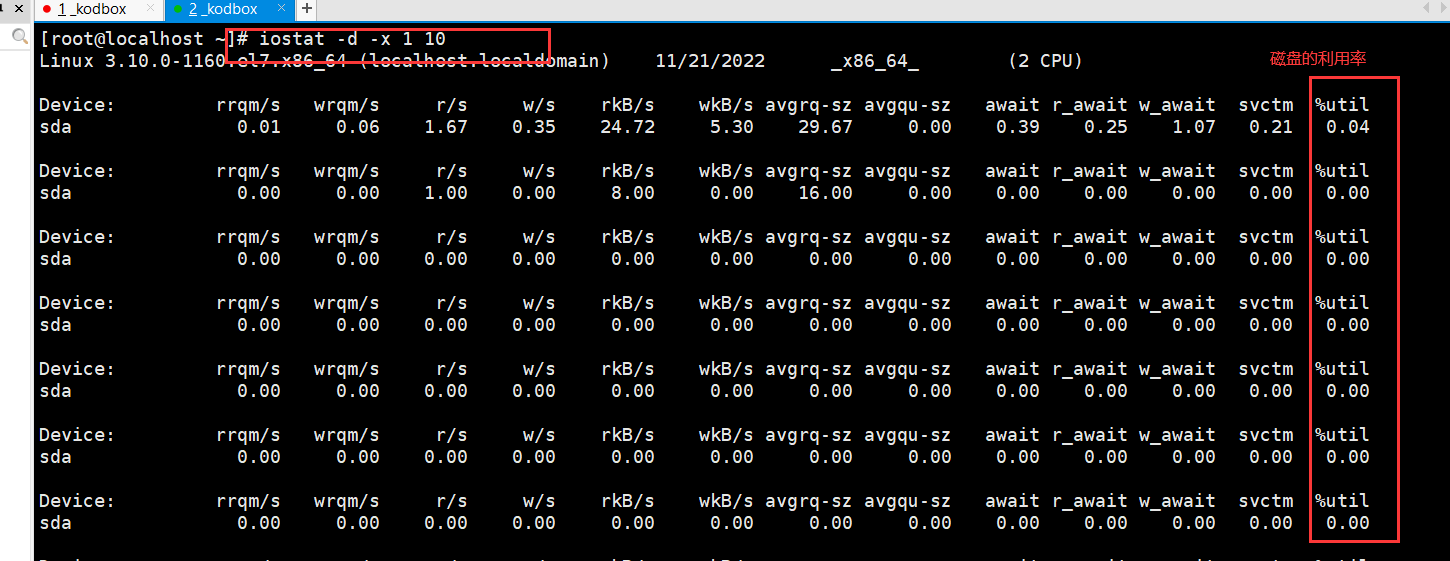 1 _kodbox 2 _kodbox
[root@localhost ~]# iostat -d -x 1 10
Linux 3.10.0-1160.el7.x86_64 (localhost.localdomain) 11/21/2022 _x86_64_ (2 CPU)
磁盘的利用率
Device: rrqm/s wrqm/s r/s w/s rkB/s wkB/s avgrq-sz avgqu-sz await r_await w_await svctm %util
sda 0.01 0.06 1.67 0.35 24.72 5.30 29.67 0.00 0.39 0.25 1.07 0.21 0.04
Device: rrqm/s wrqm/s r/s w/s rkB/s wkB/s avgrq-sz avgqu-sz await r_await w_await svctm %util
sda 0.00 0.00 1.00 0.00 8.00 0.00 16.00 0.00 0.00 0.00 0.00 0.00 0.00
Device: rrqm/s wrqm/s r/s w/s rkB/s wkB/s avgrq-sz avgqu-sz await r_await w_await svctm %util
sda 0.00 0.00 0.00 0.00 0.00 0.00 0.00 0.00 0.00 0.00 0.00 0.00 0.00
Device: rrqm/s wrqm/s r/s w/s rkB/s wkB/s avgrq-sz avgqu-sz await r_await w_await svctm %util
sda 0.00 0.00 0.00 0.00 0.00 0.00 0.00 0.00 0.00 0.00 0.00 0.00 0.00
Device: rrqm/s wrqm/s r/s w/s rkB/s wkB/s avgrq-sz avgqu-sz await r_await w_await svctm %util
sda 0.00 0.00 0.00 0.00 0.00 0.00 0.00 0.00 0.00 0.00 0.00 0.00 0.00
Device: rrqm/s wrqm/s r/s w/s rkB/s wkB/s avgrq-sz avgqu-sz await r_await w_await svctm %util
sda 0.00 0.00 0.00 0.00 0.00 0.00 0.00 0.00 0.00 0.00 0.00 0.00 0.00
Device: rrqm/s wrqm/s r/s w/s rkB/s wkB/s avgrq-sz avgqu-sz await r_await w_await svctm %util
sda 0.00 0.00 0.00 0.00 0.00 0.00 0.00 0.00 0.00 0.00 0.00 0.00 0.00